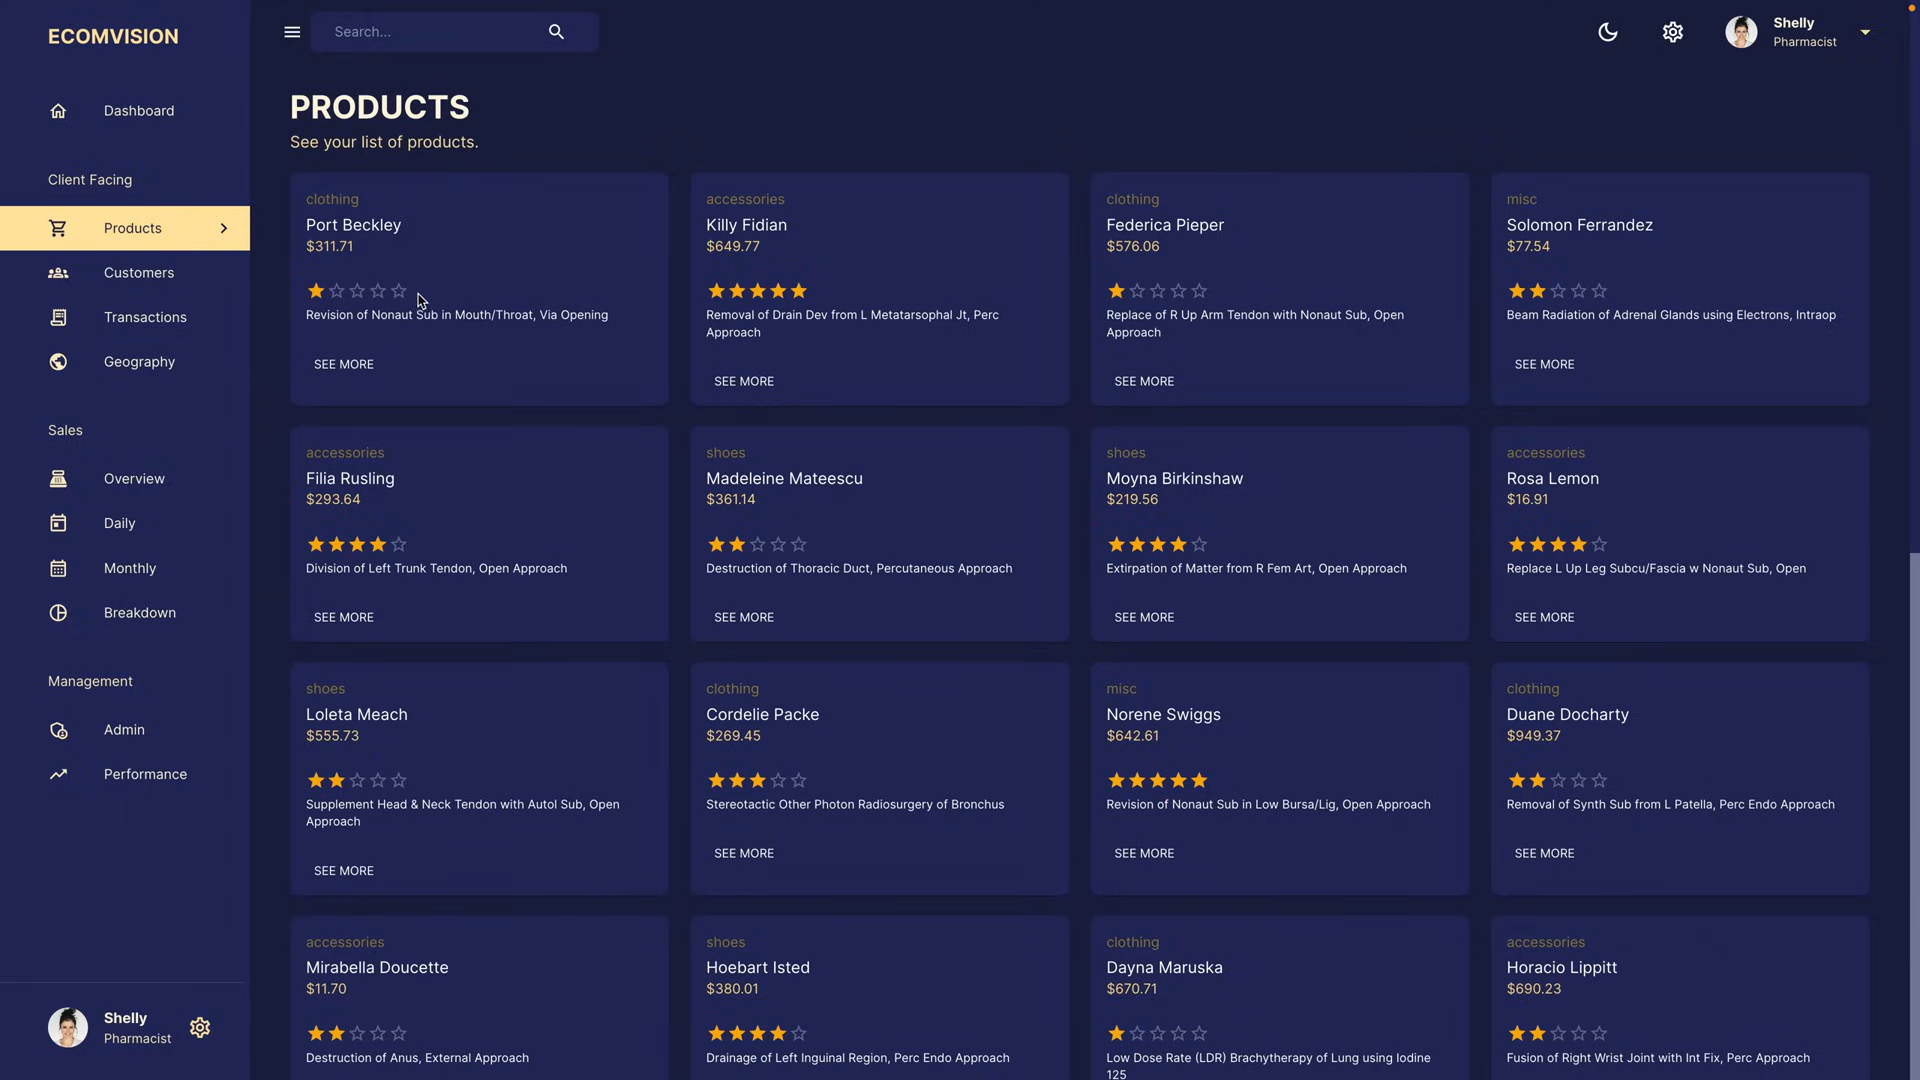 ECOMVISION
Search...
Shelly
Pharmacist
Dashboard
Client Facing
Products
Customers
Transactions
Geography
Sales
Overview
Daily
Monthly
Breakdown
Management
Admin
Performance
Shelly
Pharmacist
PRODUCTS
See your list of products.
clothing
Port Beckley
$311.71
Revision of Nonaut Sub in Mouth/Throat, Via Opening
SEE MORE
accessories
Killy Fidian
$649.77
Removal of Drain Dev from L Metatarsophal Jt, Perc
Approach
SEE MORE
clothing
Federica Pieper
$576.06
Replace of R Up Arm Tendon with Nonaut Sub, Open
Approach
SEE MORE
misc
Solomon Ferrandez
$77.54
Beam Radiation of Adrenal Glands using Electrons, Intraop
SEE MORE
accessories
Filia Rusling
$293.64
Division of Left Trunk Tendon, Open Approach
SEE MORE
shoes
Madeleine Mateescu
$361.14
Destruction of Thoracic Duct, Percutaneous Approach
SEE MORE
shoes
Moyna Birkinshaw
$219.56
Extirpation of Matter from R Fem Art, Open Approach
SEE MORE
accessories
Rosa Lemon
$16.91
Replace L Up Leg Subcu/Fascia w Nonaut Sub, Open
SEE MORE
shoes
Loleta Meach
$555.73
Supplement Head & Neck Tendon with Autol Sub, Open
Approach
SEE MORE
clothing
Cordelie Packe
$269.45
Stereotactic Other Photon Radiosurgery of Bronchus
SEE MORE
misc
Norene Swiggs
$642.61
Revision of Nonaut Sub in Low Bursa/Lig, Open Approach
SEE MORE
clothing
Duane Docharty
$949.37
Removal of Synth Sub from L Patella, Perc Endo Approach
SEE MORE
accessories
Mirabella Doucette
$11.70
Destruction of Anus, External Approach
shoes
Hoebart Isted
$380.01
Drainage of Left Inguinal Region, Perc Endo Approach
clothing
Dayna Maruska
$670.71
Low Dose Rate (LDR) Brachytherapy of Lung using Iodine
125
accessories
Horacio Lippitt
$690.23
Fusion of Right Wrist Joint with Int Fix, Perc Approach